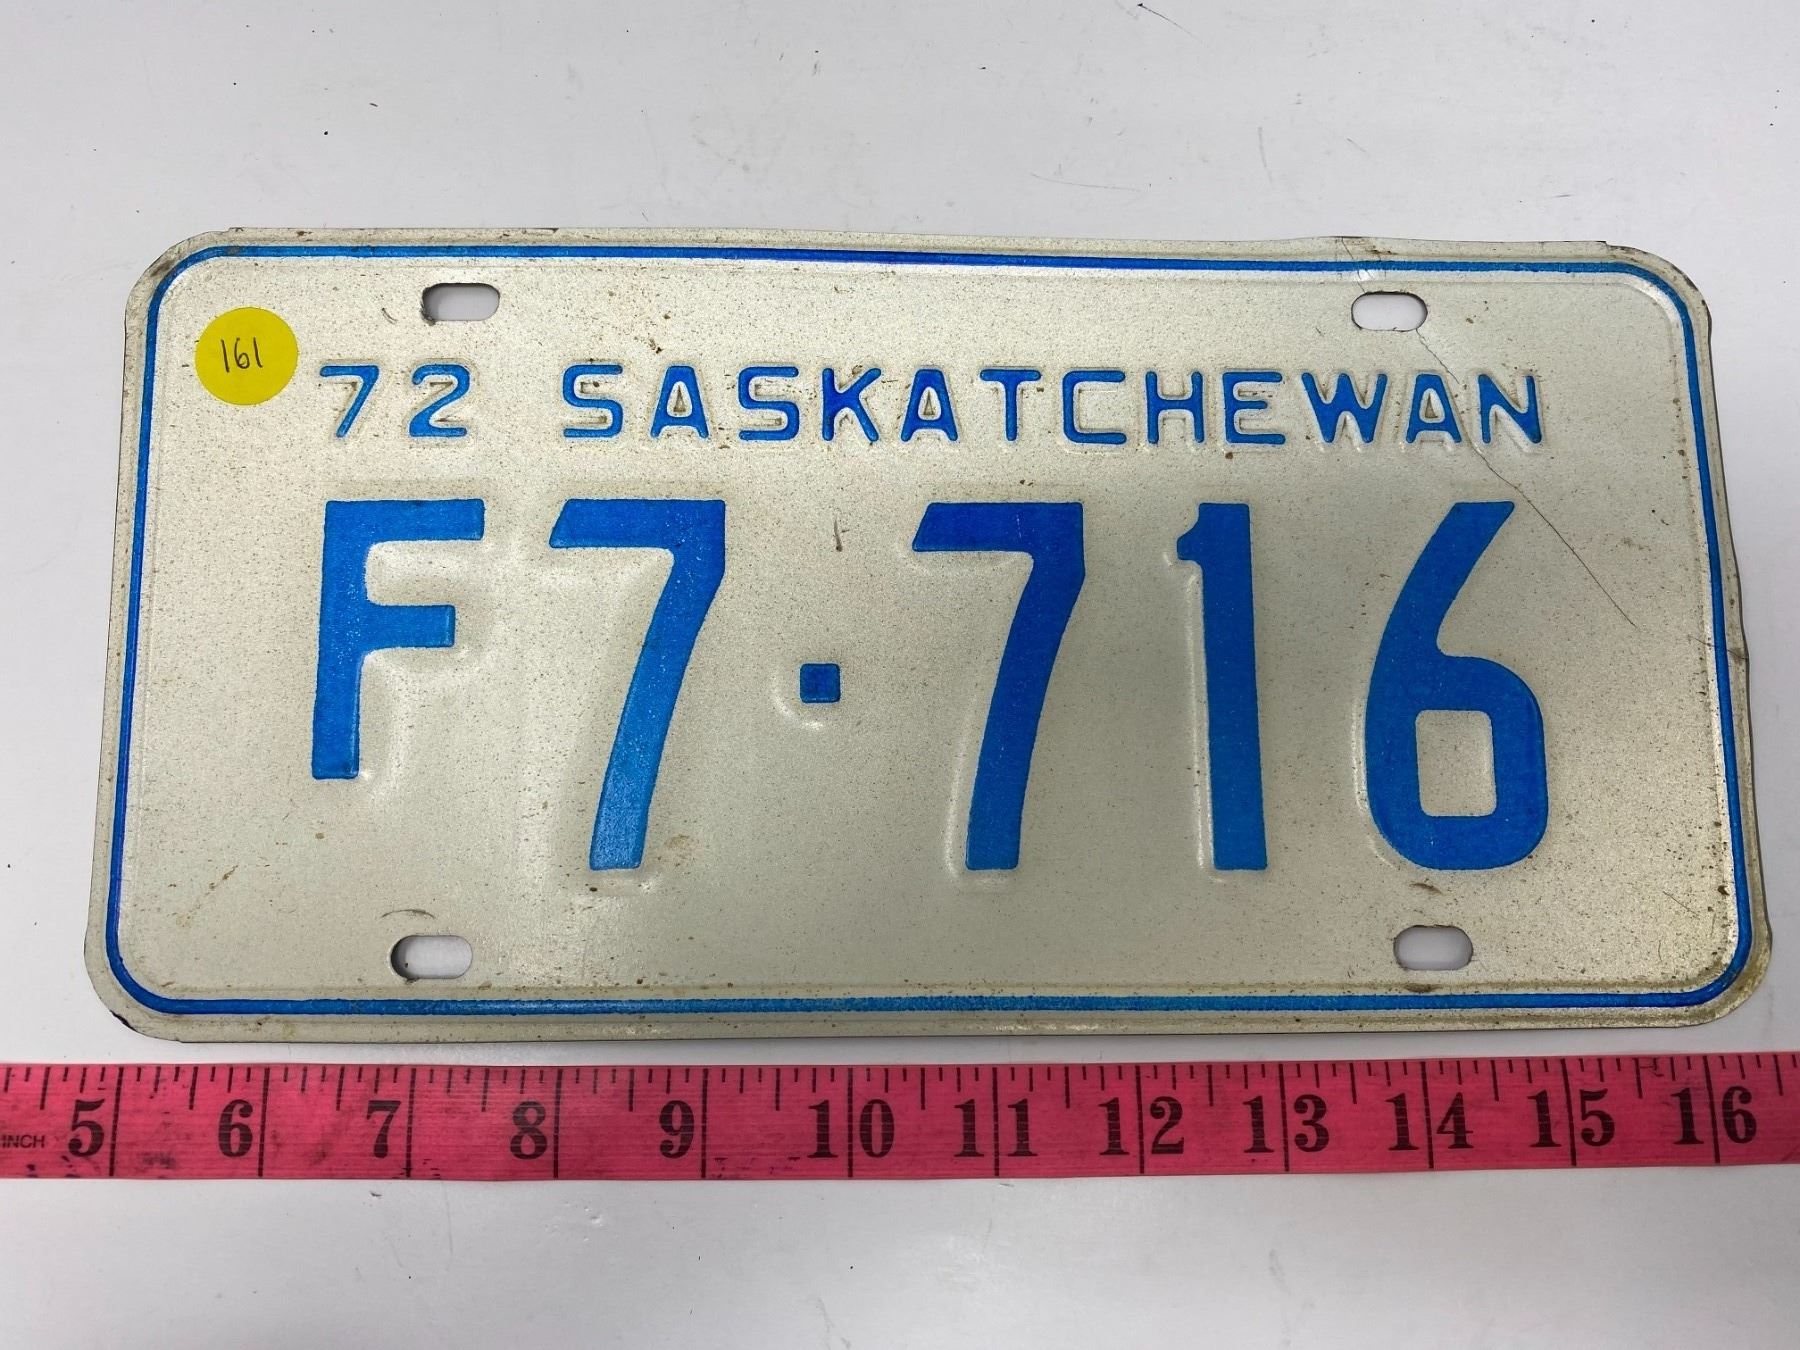 161
72 SASKATCHEWAN
F7·716
INCH 5 6 7 8 9 10 11 12 13 14 15 16